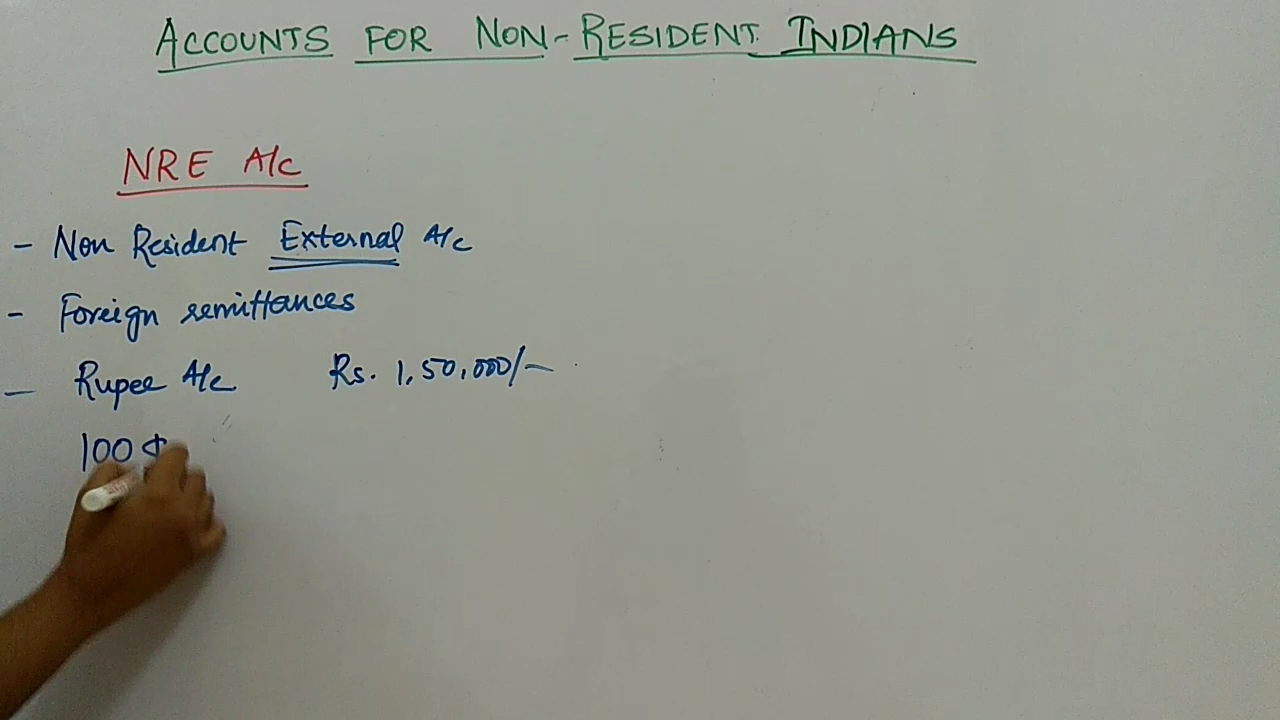 ACCOUNTS FOR NON-RESIDENT INDIANS
NRE A/c
- Non Resident External A/c
- Foreign remittances
- Rupee A/c Rs. 1,50,000/-
100 $